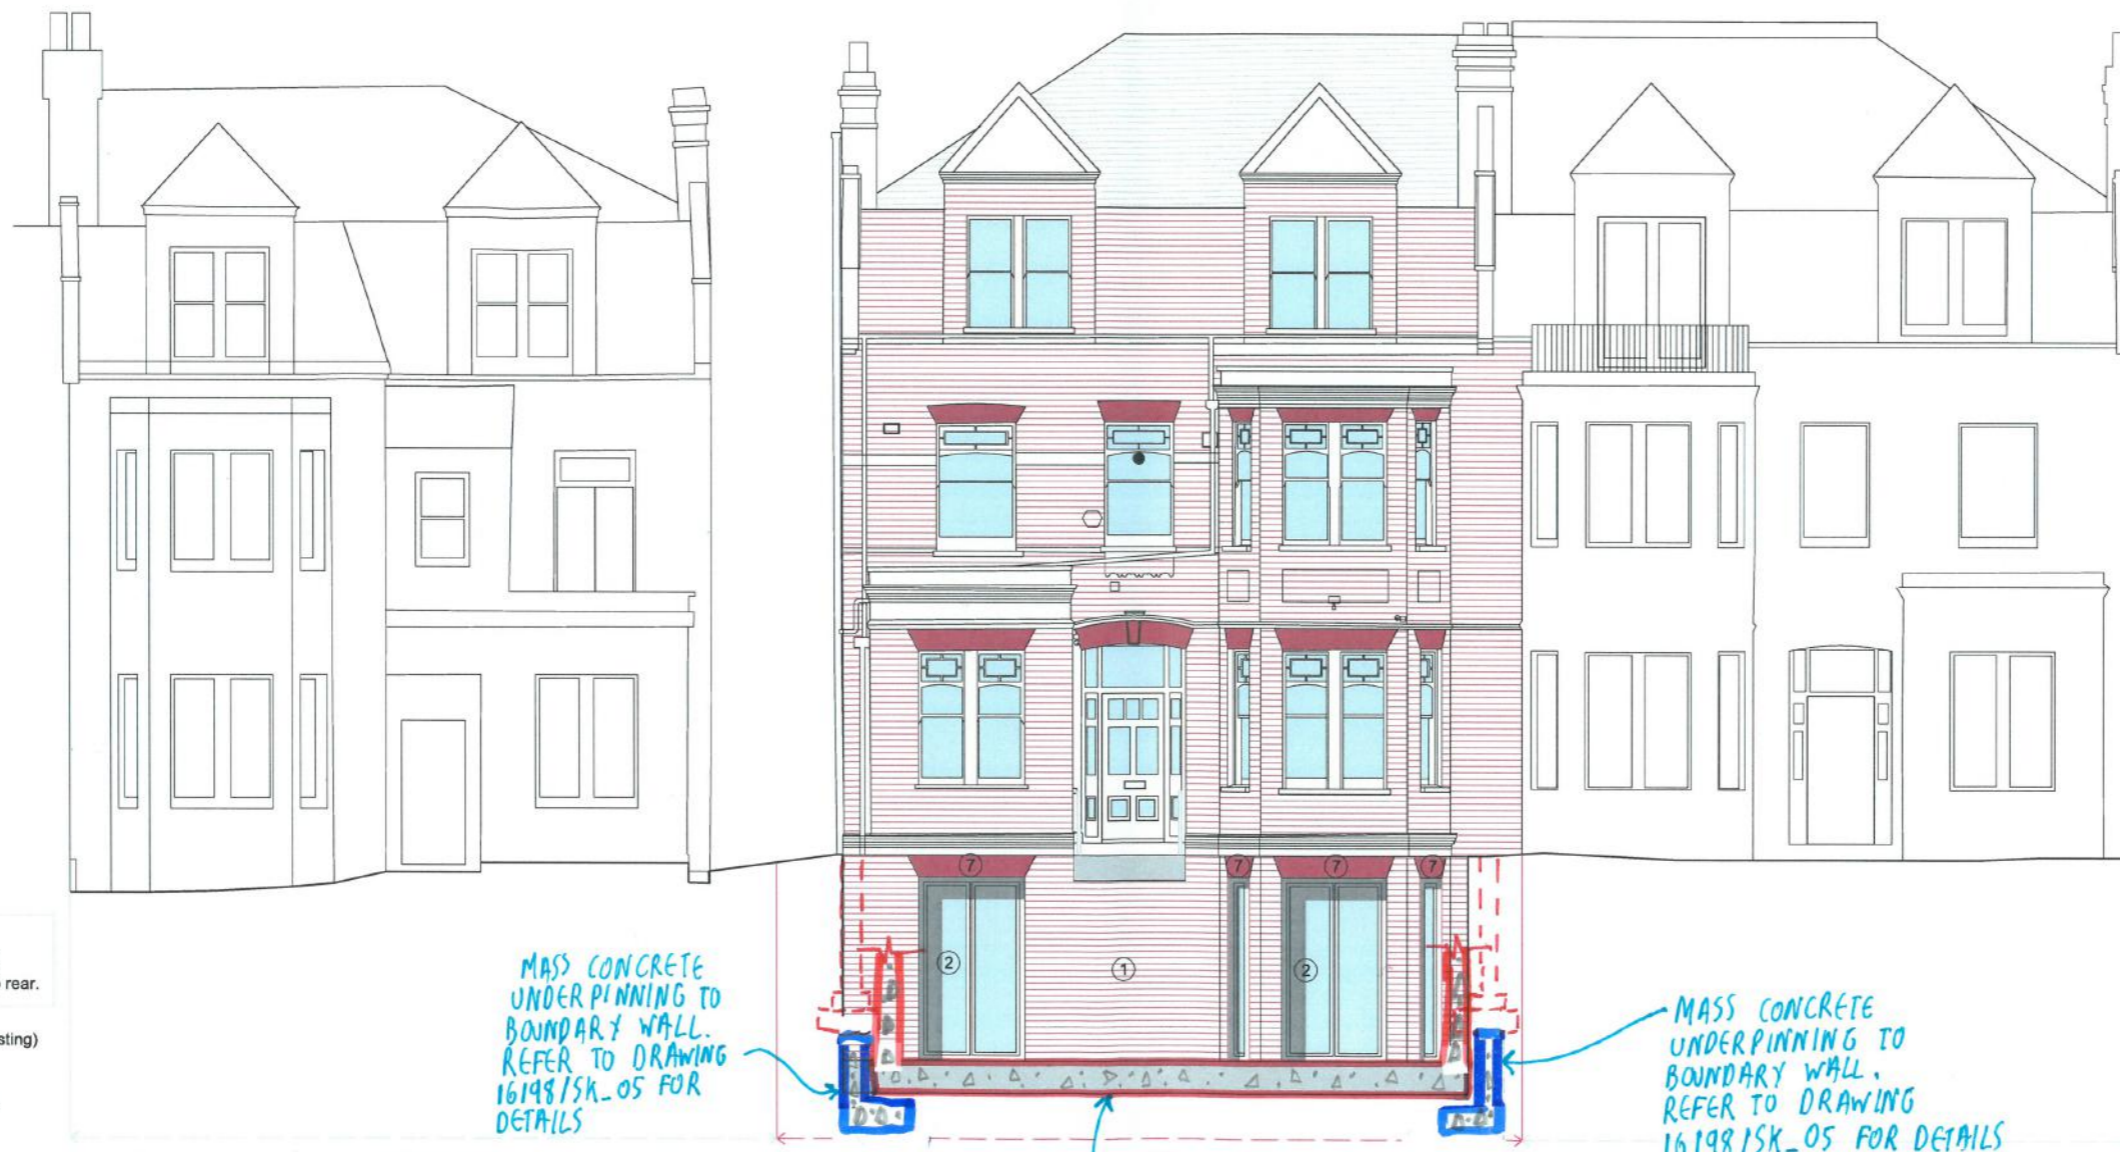 7
7
7
7
2
1
2
rear.
sting)
MASS CONCRETE
UNDERPINNING TO
BOUNDARY WALL.
REFER TO DRAWING
16198/SK_05 FOR
DETAILS
MASS CONCRETE
UNDERPINNING TO
BOUNDARY WALL.
REFER TO DRAWING
16198/SK_05 FOR DETAILS